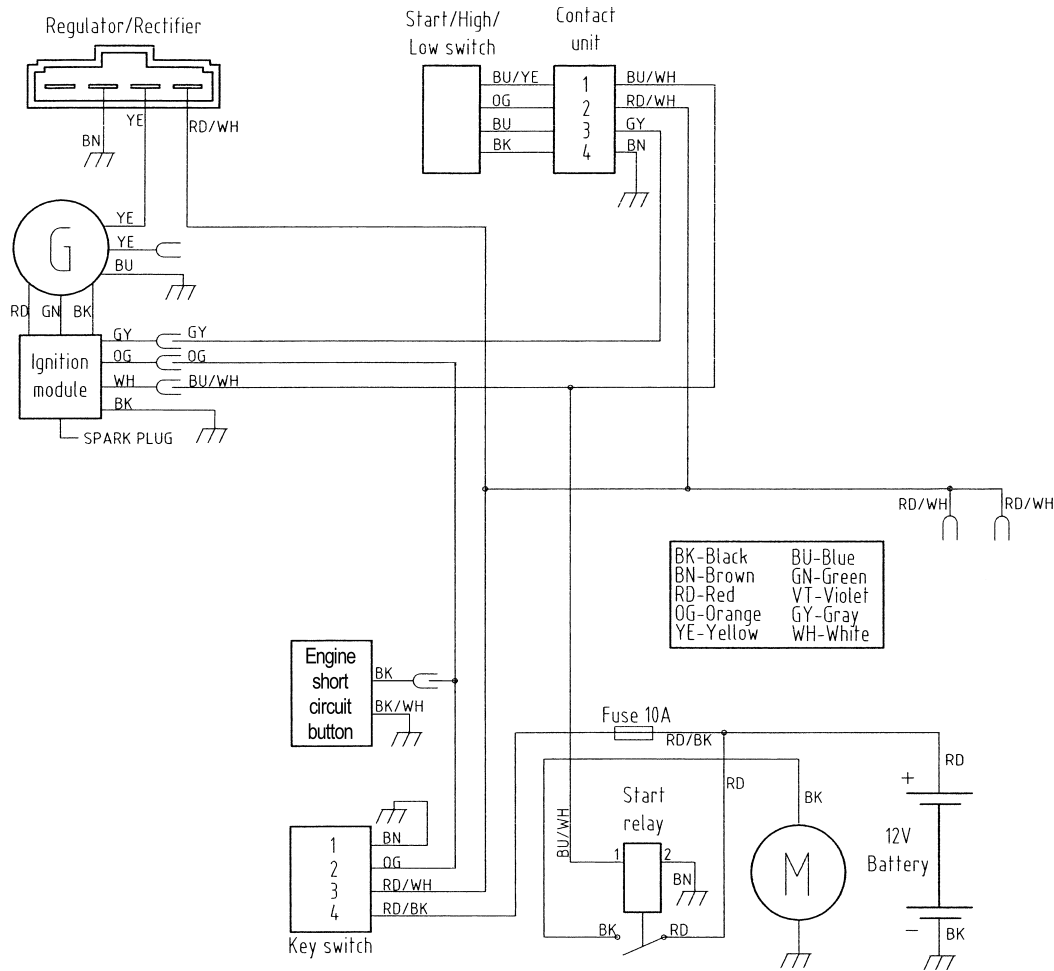 Regulator/Rectifier
Start/High/
Low switch
Contact
unit
BU/YE
1
BU/WH
OG
2
RD/WH
BU
3
GY
BK
4
BN
YE
RD/WH
BN
G
YE
YE
BU
RD
GN
BK
Ignition
module
GY
GY
OG
OG
WH
BU/WH
BK
SPARK PLUG
RD/WH
RD/WH
BK-Black
BU-Blue
BN-Brown
GN-Green
RD-Red
VT-Violet
OG-Orange
GY-Gray
YE-Yellow
WH-White
Engine
short
circuit
button
BK
BK/WH
Fuse 10A
RD/BK
RD
RD
BK
+
12V
Battery
-
BK
Start
relay
BU/WH
1
2
BN
BK
RD
M
1
BN
2
OG
3
RD/WH
4
RD/BK
Key switch